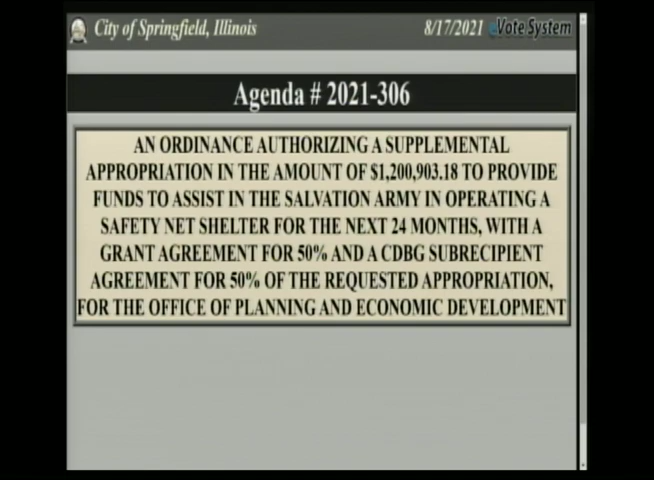 City of Springfield, Illinois 8/17/2021 eVote System
Agenda # 2021-306
AN ORDINANCE AUTHORIZING A SUPPLEMENTAL
APPROPRIATION IN THE AMOUNT OF $1,200,903.18 TO PROVIDE
FUNDS TO ASSIST IN THE SALVATION ARMY IN OPERATING A
SAFETY NET SHELTER FOR THE NEXT 24 MONTHS, WITH A
GRANT AGREEMENT FOR 50% AND A CDBG SUBRECIPIENT
AGREEMENT FOR 50% OF THE REQUESTED APPROPRIATION,
FOR THE OFFICE OF PLANNING AND ECONOMIC DEVELOPMENT